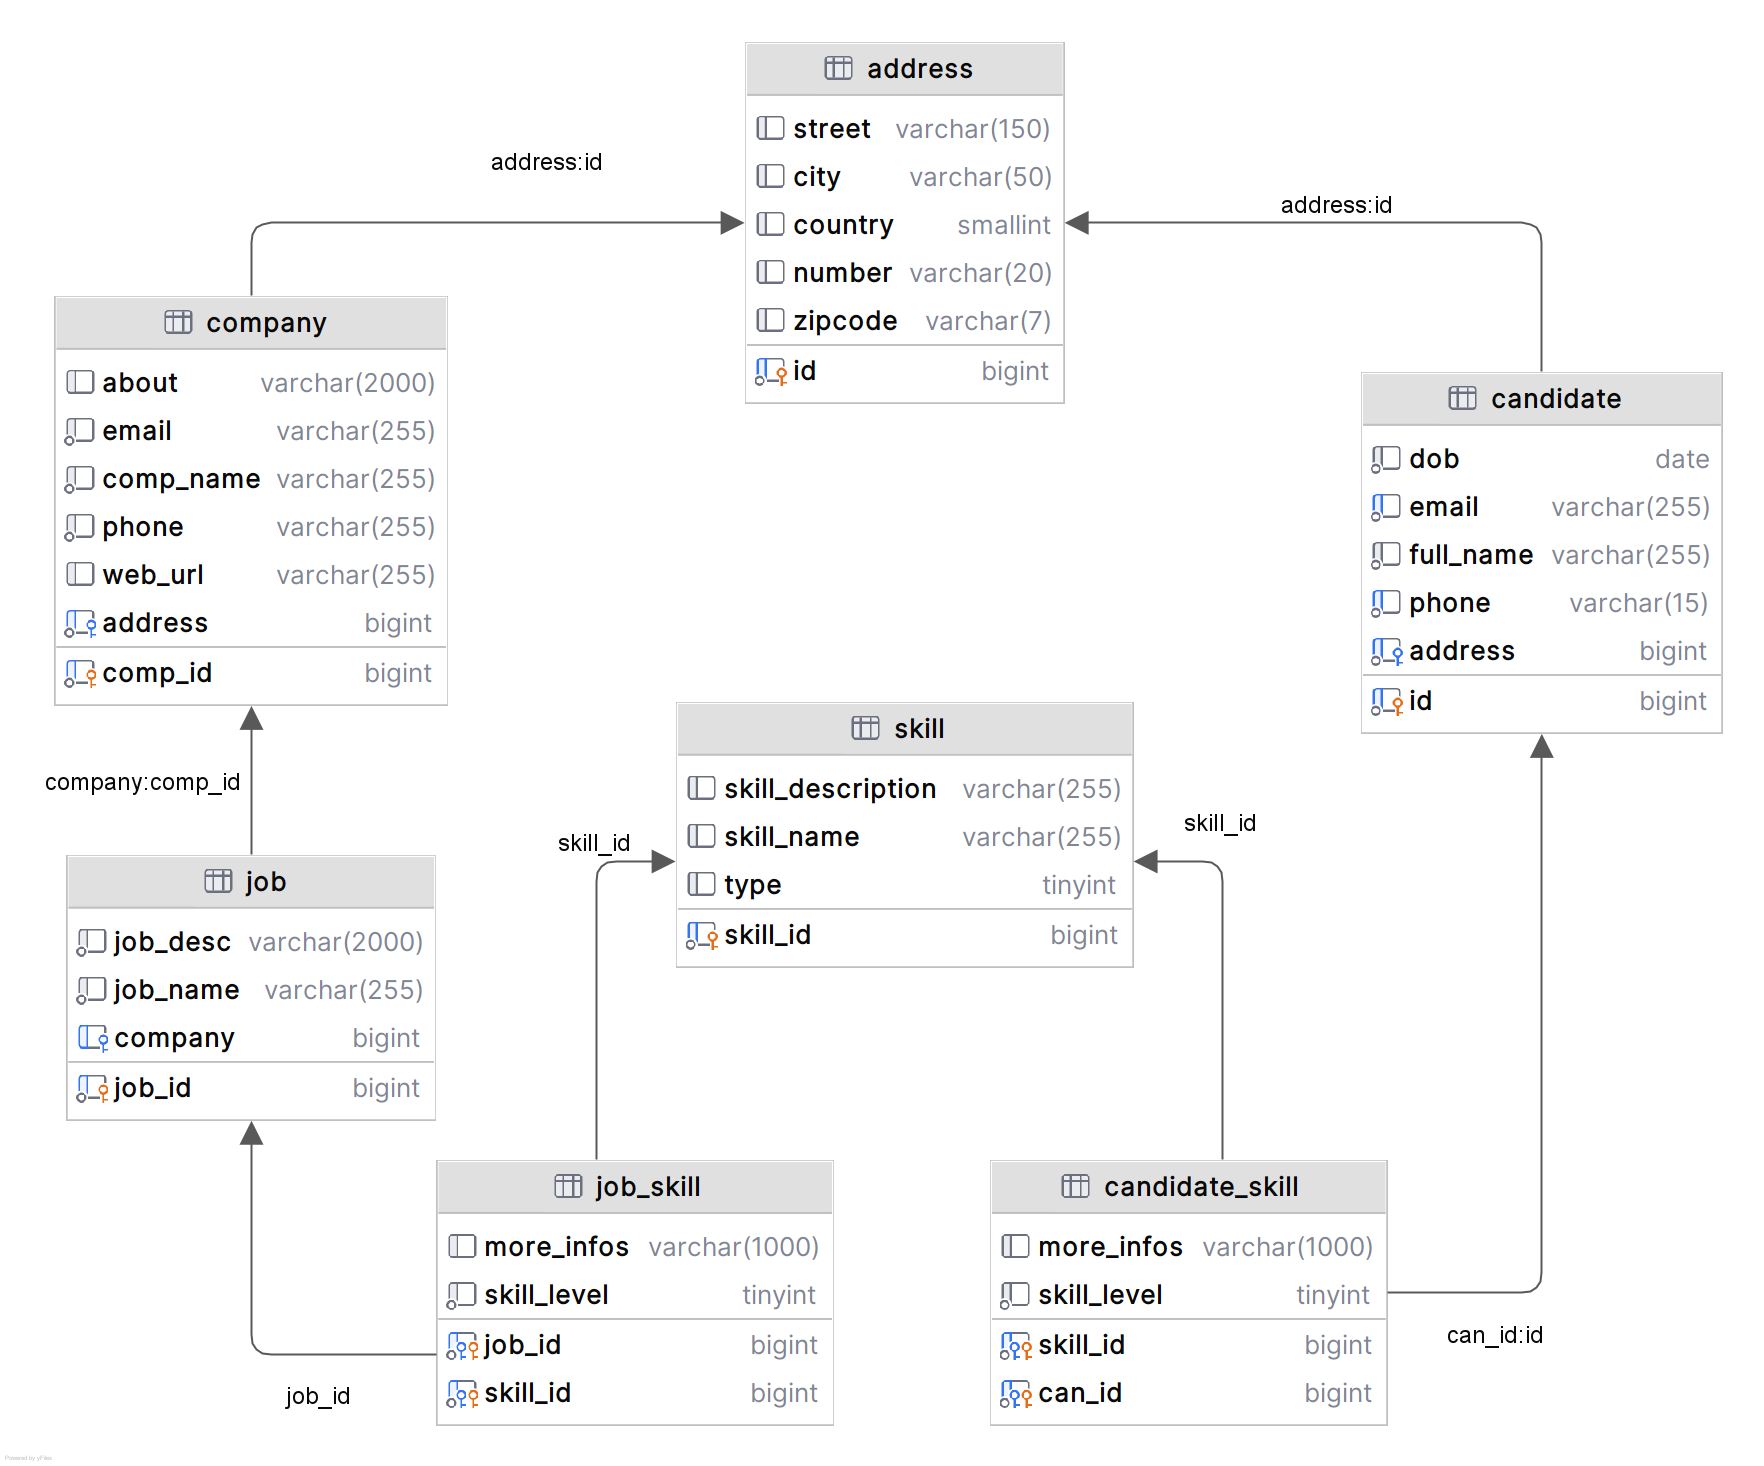 address
street varchar(150)
city varchar(50)
country smallint
number varchar(20)
zipcode varchar(7)
id bigint
address:id
address:id
company
about varchar(2000)
email varchar(255)
comp_name varchar(255)
phone varchar(255)
web_url varchar(255)
address bigint
comp_id bigint
candidate
dob date
email varchar(255)
full_name varchar(255)
phone varchar(15)
address bigint
id bigint
company:comp_id
skill
skill_description varchar(255)
skill_name varchar(255)
type tinyint
skill_id bigint
skill_id
skill_id
job
job_desc varchar(2000)
job_name varchar(255)
company bigint
job_id bigint
job_skill
more_infos varchar(1000)
skill_level tinyint
job_id bigint
skill_id bigint
candidate_skill
more_infos varchar(1000)
skill_level tinyint
skill_id bigint
can_id bigint
can_id:id
job_id
Powered by yFiles